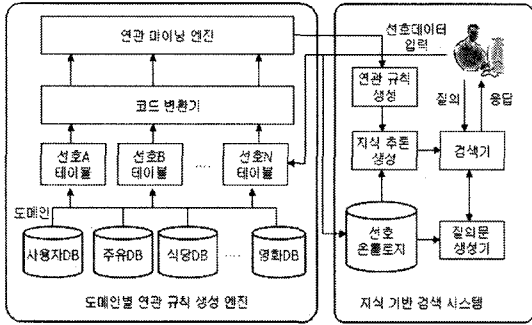 연관 마이닝 엔진
코드 변환기
선호A 테이블
선호B 테이블
....
선호N 테이블
도메인
사용자DB
주유DB
식당DB
....
영화DB
도메인별 연관 규칙 생성 엔진
선호데이터
입력
연관 규칙
생성
질의
응답
지식 추론
생성
검색기
선호
온톨로지
질의문
생성기
지식 기반 검색 시스템